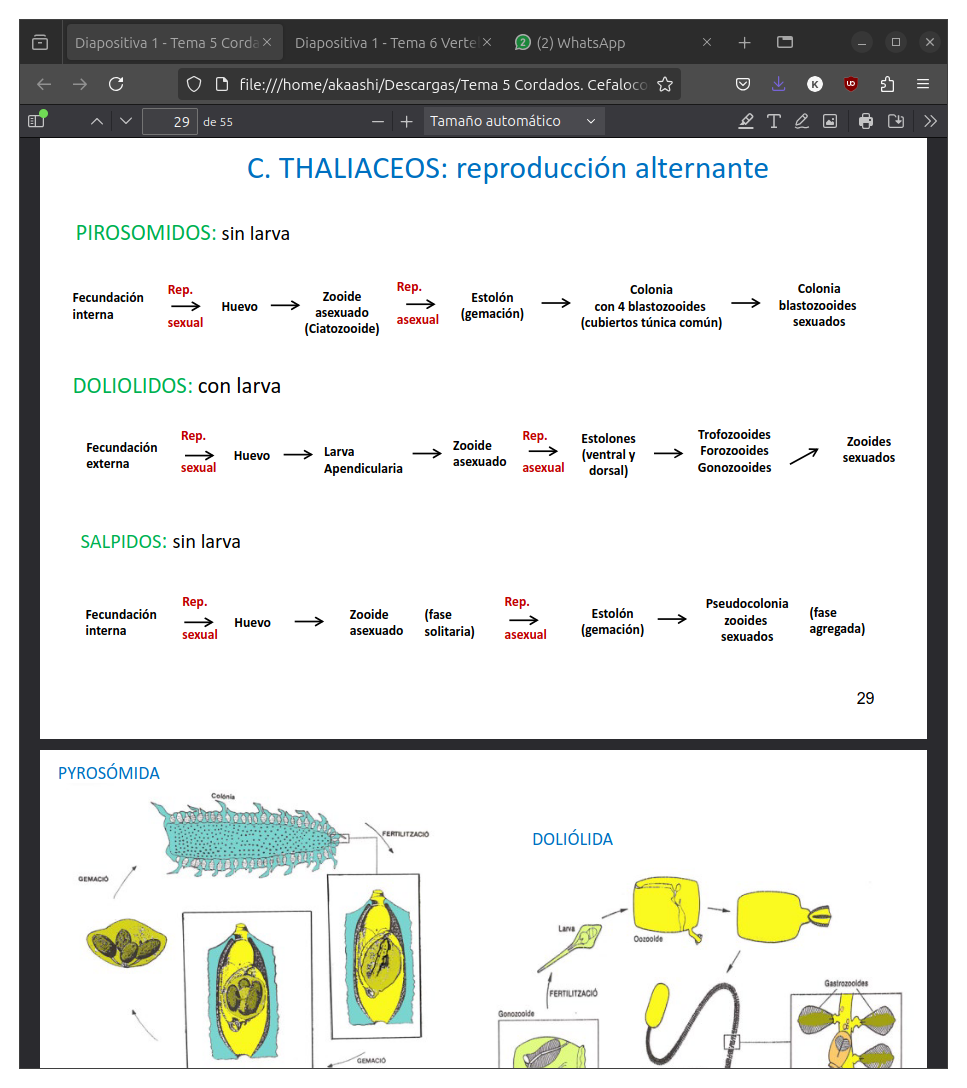 Diapositiva 1 - Tema 5 Corda
Diapositiva 1 - Tema 6 Verte
2
(2) WhatsApp
file:///home/akaashi/Descargas/Tema 5 Cordados. Cefaloco
K
29
de 55
Tamaño automático
C. THALIACEOS: reproducción alternante
PIROSOMIDOS: sin larva
Fecundación
interna
Rep.
sexual
Huevo
Zooide
asexuado
(Ciatozooide)
Rep.
asexual
Estolón
(gemación)
Colonia
con 4 blastozooides
(cubiertos túnica común)
Colonia
blastozooides
sexuados
DOLIOLIDOS: con larva
Fecundación
externa
Rep.
sexual
Huevo
Larva
Apendicularia
Zooide
asexuado
Rep.
asexual
Estolones
(ventral y
dorsal)
Trofozooides
Forozooides
Gonozooides
Zooides
sexuados
SALPIDOS: sin larva
Fecundación
interna
Rep.
sexual
Huevo
Zooide
asexuado
(fase
solitaria)
Rep.
asexual
Estolón
(gemación)
Pseudocolonia
zooides
sexuados
(fase
agregada)
29
PYROSÓMIDA
Colónia
FERTILITZACIÓ
GEMACIÓ
GEMACIÓ
DOLIÓLIDA
Larva
Oozooide
FERTILITZACIÓ
Gonozooide
Gastrozooides